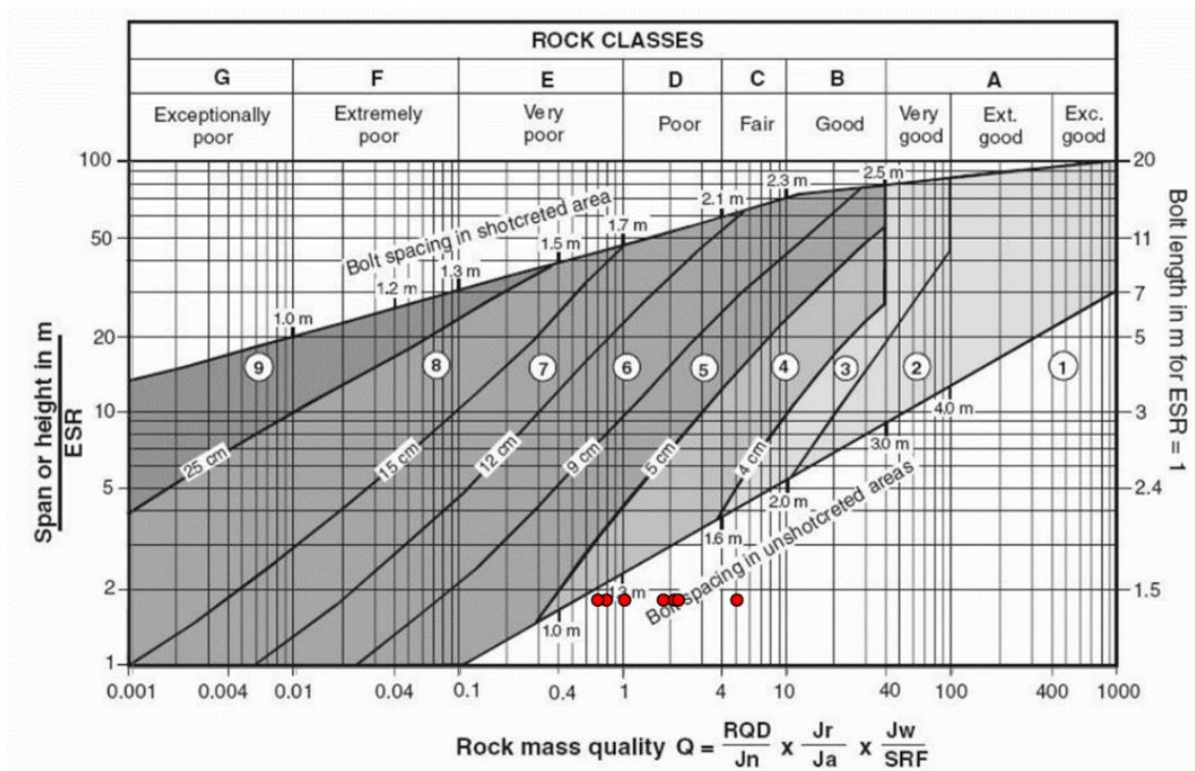 ROCK CLASSES
G F E D C B A
Exceptionally poor
Extremely poor
Very poor
Poor
Fair
Good
Very good
Ext. good
Exc. good
100
50
20
10
5
2
1
Span or height in m
ESR
20
11
7
5
3
2.4
1.5
Bolt length in m for ESR = 1
Bolt spacing in shotcreted area
1.0 m
1.2 m
1.3 m
1.5 m
1.7 m
2.1 m
2.3 m
2.5 m
9 8 7 6 5 4 3 2 1
25 cm
15 cm
12 cm
9 cm
5 cm
4 cm
4.0 m
3.0 m
2.0 m
1.6 m
1.0 m
Bolt spacing in unshotcreted areas
0.001 0.004 0.01 0.04 0.1 0.4 1 4 10 40 100 400 1000
Rock mass quality Q = RQD/Jn x Jr/Ja x Jw/SRF